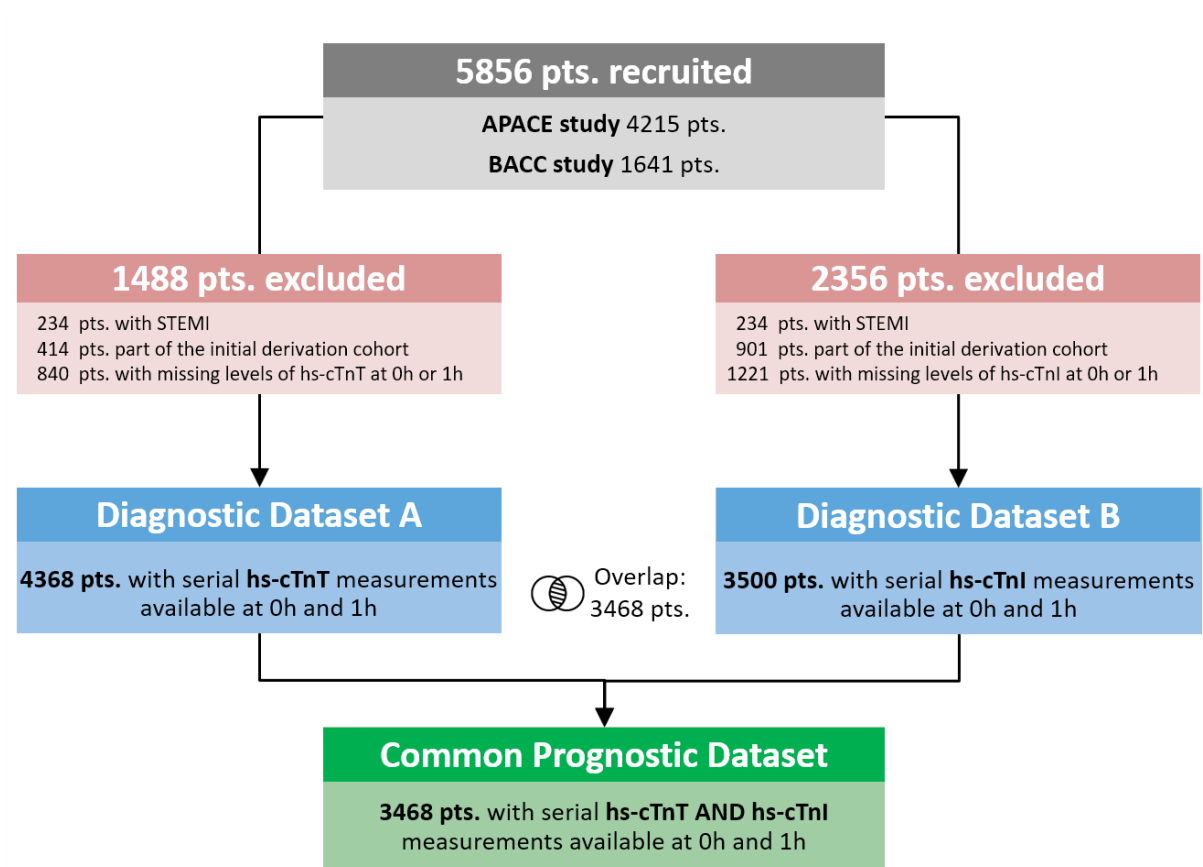 5856 pts. recruited
APACE study 4215 pts.
BACC study 1641 pts.
1488 pts. excluded
234 pts. with STEMI
414 pts. part of the initial derivation cohort
840 pts. with missing levels of hs-cTnT at 0h or 1h
2356 pts. excluded
234 pts. with STEMI
901 pts. part of the initial derivation cohort
1221 pts. with missing levels of hs-cTnI at 0h or 1h
Diagnostic Dataset A
4368 pts. with serial hs-cTnT measurements
available at 0h and 1h
Overlap:
3468 pts.
Diagnostic Dataset B
3500 pts. with serial hs-cTnI measurements
available at 0h and 1h
Common Prognostic Dataset
3468 pts. with serial hs-cTnT AND hs-cTnI
measurements available at 0h and 1h